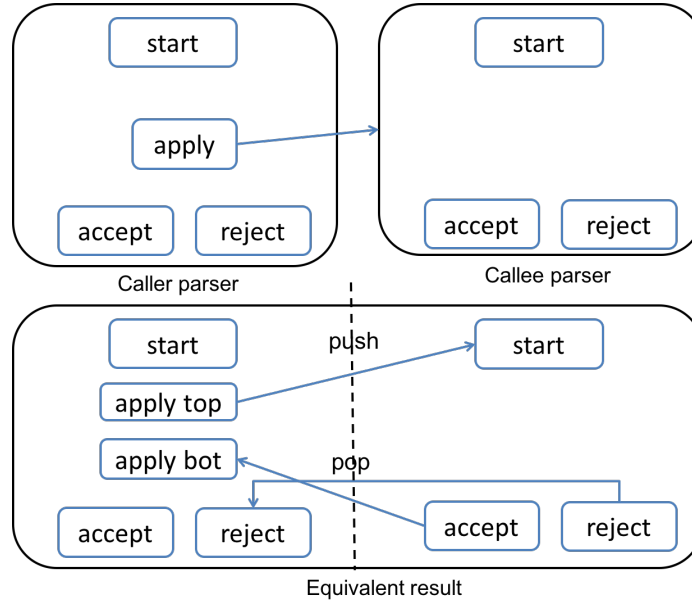 start
start
apply
accept
reject
accept
reject
Caller parser
Callee parser
start
push
start
apply top
apply bot
pop
accept
reject
accept
reject
Equivalent result